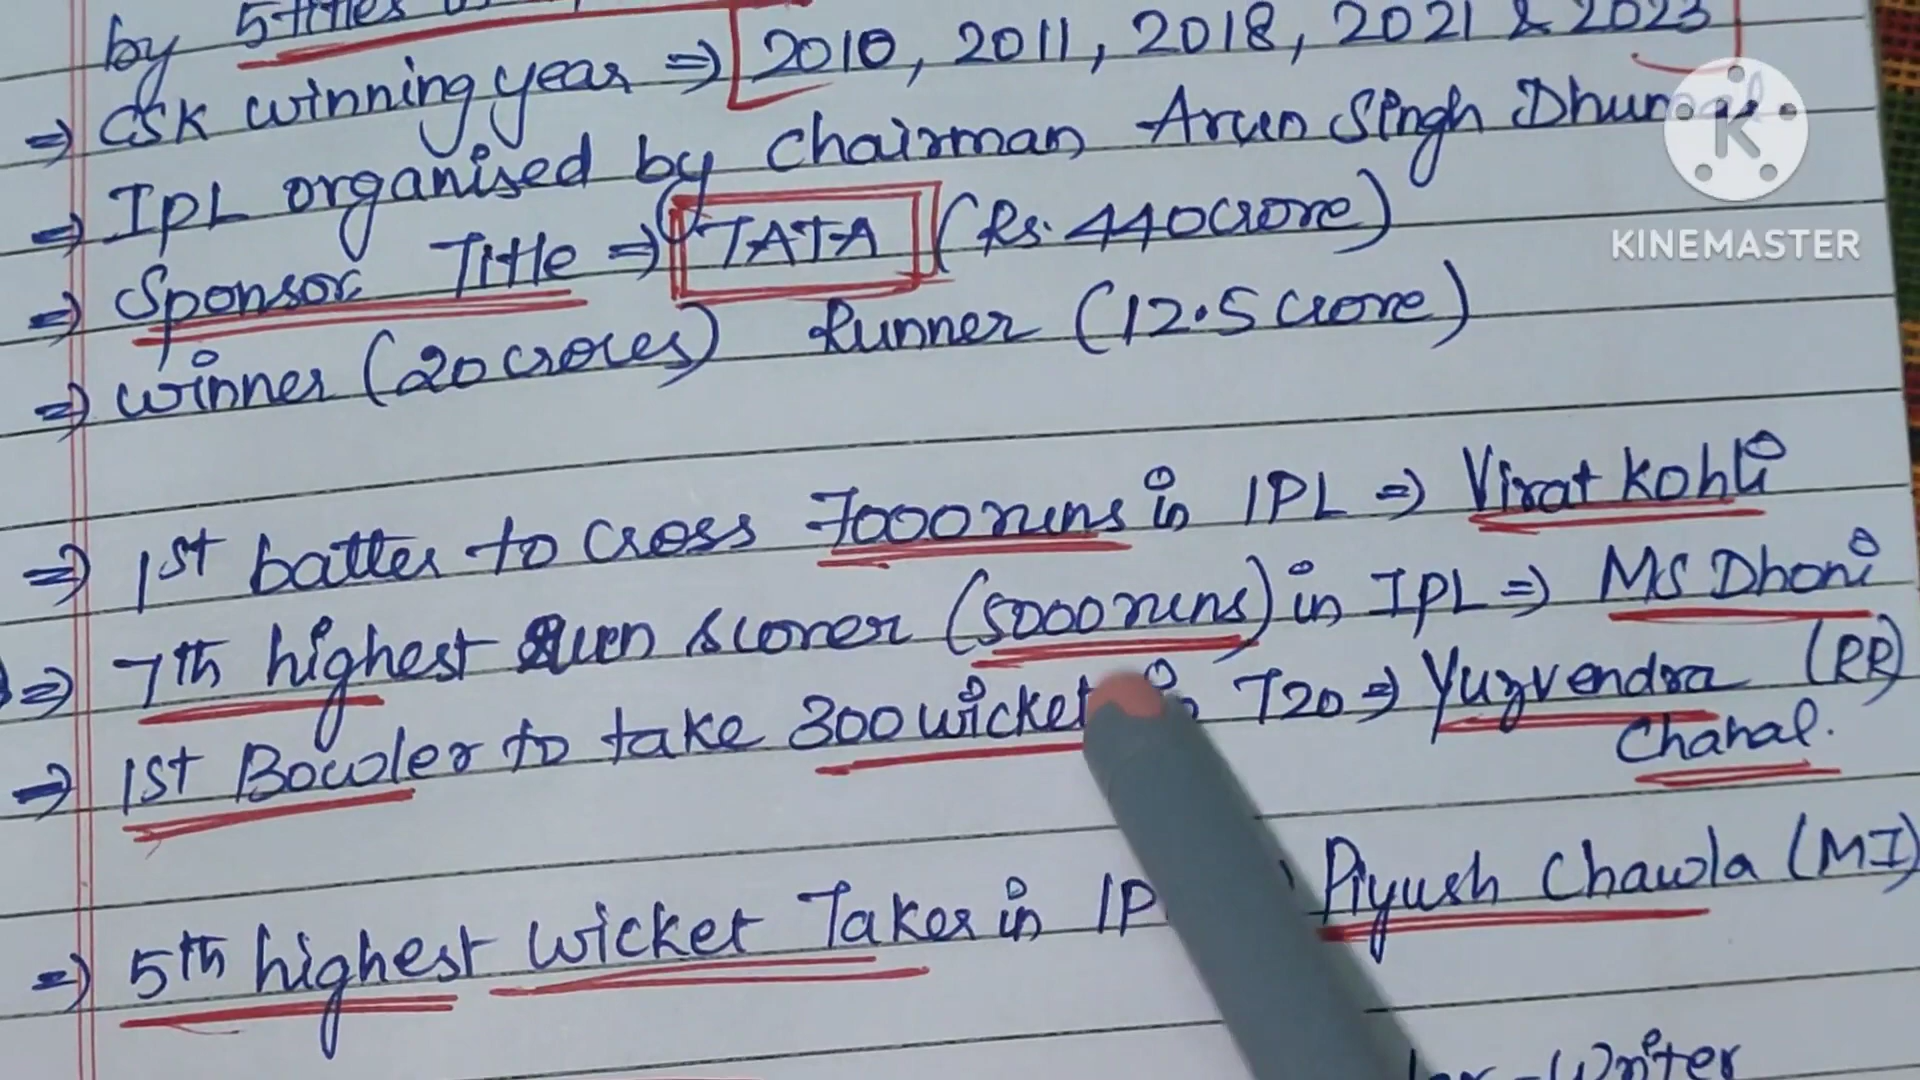 by 5 titles
⇒ CSK winning year ⇒ 2010, 2011, 2018, 2021 & 2023
⇒ IPL organised by Chairman Arun Singh Dhumal
⇒ Sponsor Title ⇒ TATA (Rs. 440 crore)
⇒ winner (20 crores) Runner (12.5 crore)
⇒ 1st batter to cross 7000 runs in IPL ⇒ Virat Kohli
⇒ 7th highest run scorer (5000 runs) in IPL ⇒ MS Dhoni
⇒ 1st Bowler to take 300 wicket in T20 ⇒ Yuzvendra (RR)
Chahal.
⇒ 5th highest wicket Taker in IP Piyush Chawla (MI)
Writer
K
KINEMASTER